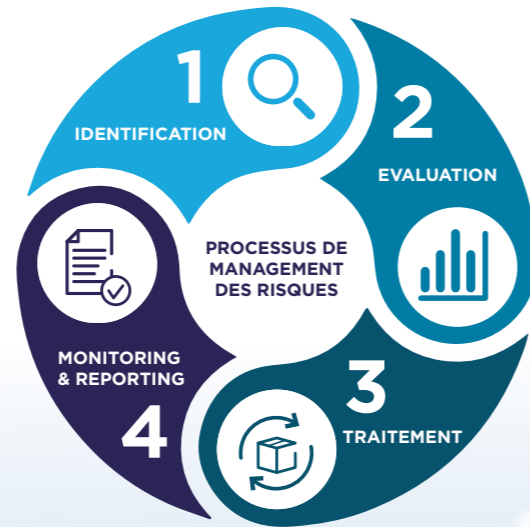 1
IDENTIFICATION
2
EVALUATION
PROCESSUS DE
MANAGEMENT
DES RISQUES
3
TRAITEMENT
MONITORING
& REPORTING
4